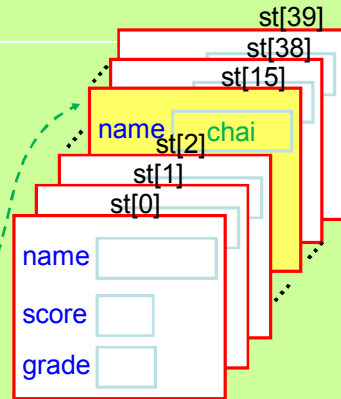 st[39]
st[38]
st[15]
name chai
st[2]
st[1]
st[0]
name
score
grade